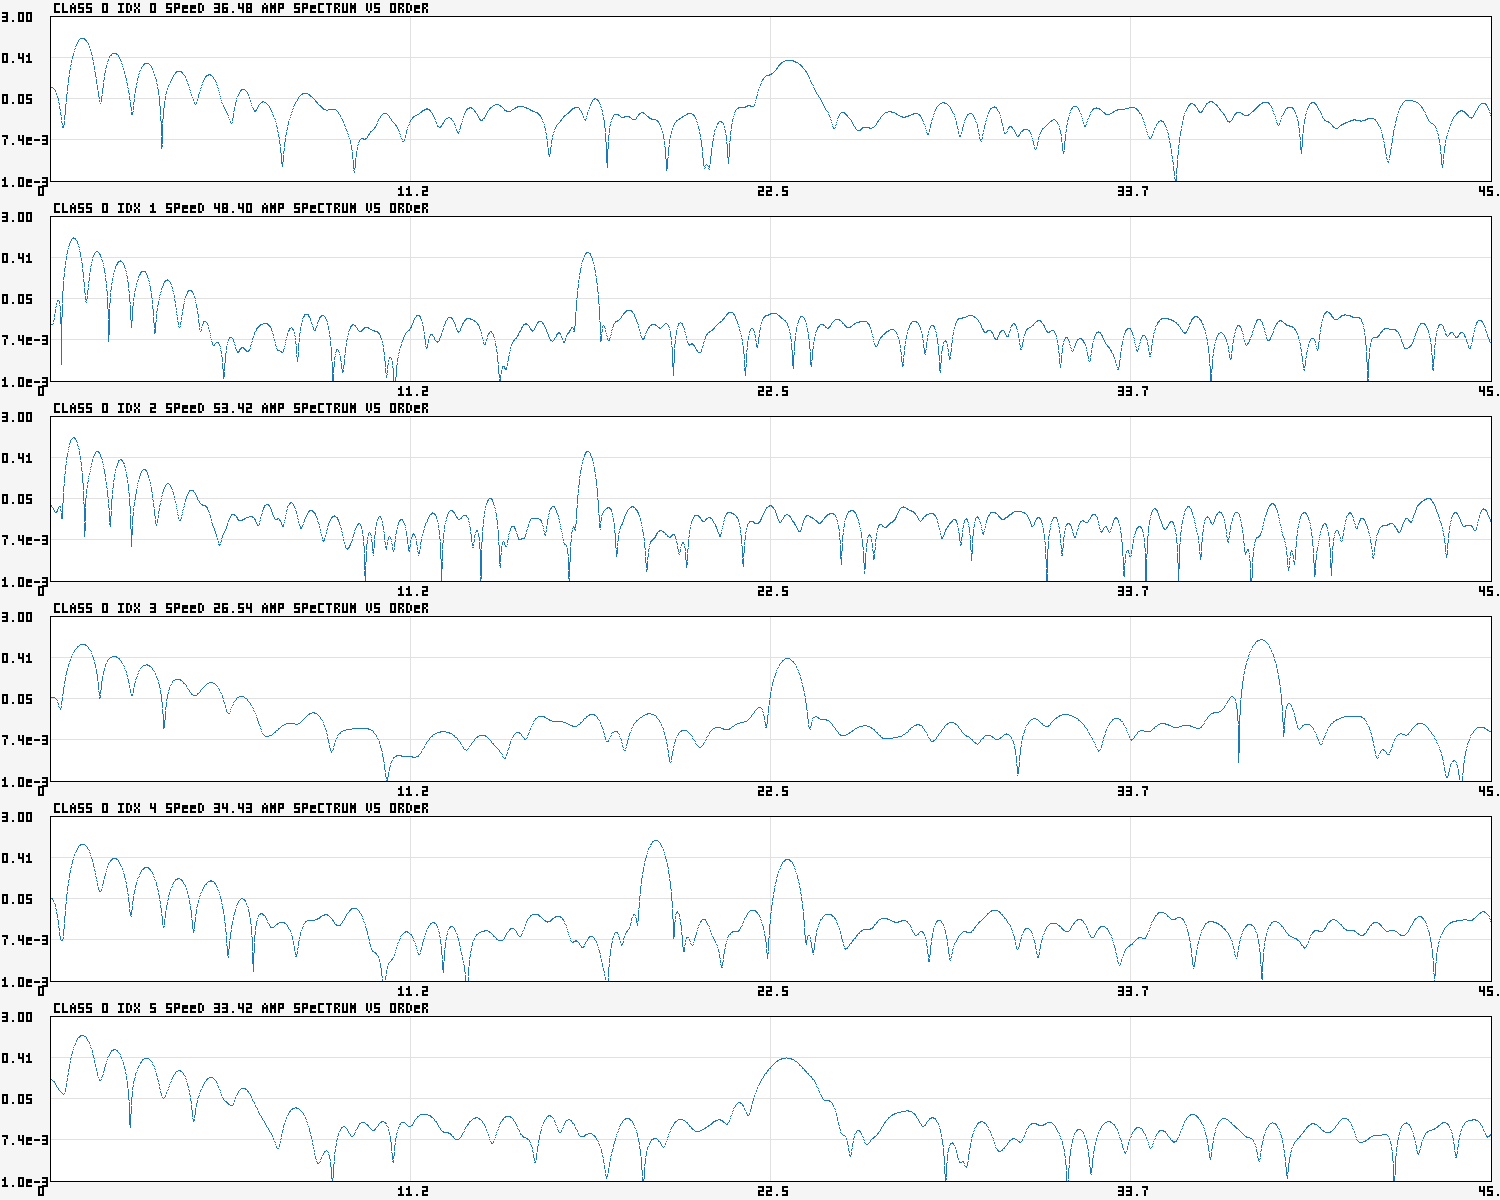 CLASS 0 IDX 0 SPeeD 36.48 AMP SPeCTRUM VS ORDeR
3.00
0.41
0.05
7.4e-3
1.0e-3
0 11.2 22.5 33.7 45.
CLASS 0 IDX 1 SPeeD 48.40 AMP SPeCTRUM VS ORDeR
3.00
0.41
0.05
7.4e-3
1.0e-3
0 11.2 22.5 33.7 45.
CLASS 0 IDX 2 SPeeD 53.42 AMP SPeCTRUM VS ORDeR
3.00
0.41
0.05
7.4e-3
1.0e-3
0 11.2 22.5 33.7 45.
CLASS 0 IDX 3 SPeeD 26.54 AMP SPeCTRUM VS ORDeR
3.00
0.41
0.05
7.4e-3
1.0e-3
0 11.2 22.5 33.7 45.
CLASS 0 IDX 4 SPeeD 34.43 AMP SPeCTRUM VS ORDeR
3.00
0.41
0.05
7.4e-3
1.0e-3
0 11.2 22.5 33.7 45.
CLASS 0 IDX 5 SPeeD 33.42 AMP SPeCTRUM VS ORDeR
3.00
0.41
0.05
7.4e-3
1.0e-3
0 11.2 22.5 33.7 45.